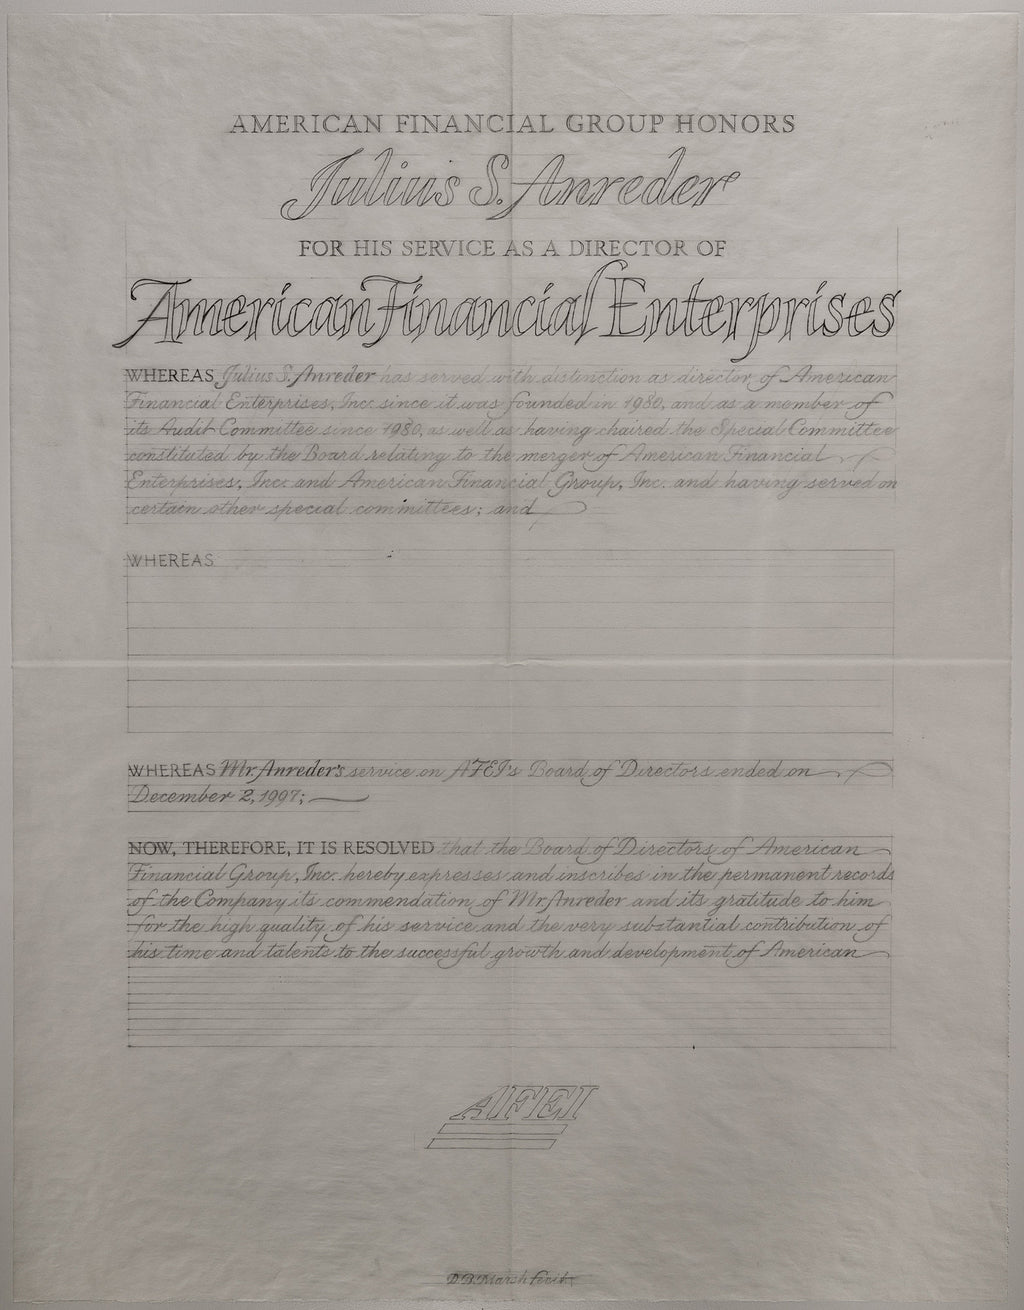 AMERICAN FINANCIAL GROUP HONORS
Julius S. Anreder
FOR HIS SERVICE AS A DIRECTOR OF
American Financial Enterprises
WHEREAS Julius S. Anreder has served with distinction as director of American
Financial Enterprises, Inc. since it was founded in 1980, and as a member of
its Audit Committee since 1980, as well as having chaired the Special Committee
constituted by the Board relating to the merger of American Financial
Enterprises, Inc. and American Financial Group, Inc. and having served on
certain other special committees; and
WHEREAS
WHEREAS Mr. Anreder's service on AFEI's Board of Directors ended on
December 2, 1997;
NOW, THEREFORE, IT IS RESOLVED that the Board of Directors of American
Financial Group, Inc. hereby expresses and inscribes in the permanent records
of the Company its commendation of Mr. Anreder and its gratitude to him
for the high quality of his service and the very substantial contribution of
his time and talents to the successful growth and development of American
AFEI
D.B. Marsh fecit